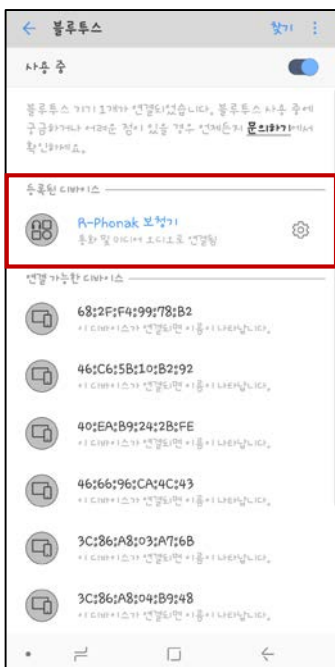 블루투스
찾기
사용 중
블루투스 기기 1개가 연결되었습니다. 블루투스 사용 중에
궁금하거나 어려운 점이 있을 경우 언제든지 문의하기에서
확인하세요.
등록된 디바이스
R-Phonak 보청기
통화 및 미디어 오디오로 연결됨
연결 가능한 디바이스
68:2F:F4:99:78:B2
이 디바이스가 연결되면 이름이 나타납니다.
46:C6:5B:10:B2:92
이 디바이스가 연결되면 이름이 나타납니다.
40:EA:B9:24:2B:FE
이 디바이스가 연결되면 이름이 나타납니다.
46:66:96:CA:4C:43
이 디바이스가 연결되면 이름이 나타납니다.
3C:86:A8:03:A7:6B
이 디바이스가 연결되면 이름이 나타납니다.
3C:86:A8:04:B9:48
이 디바이스가 연결되면 이름이 나타납니다.